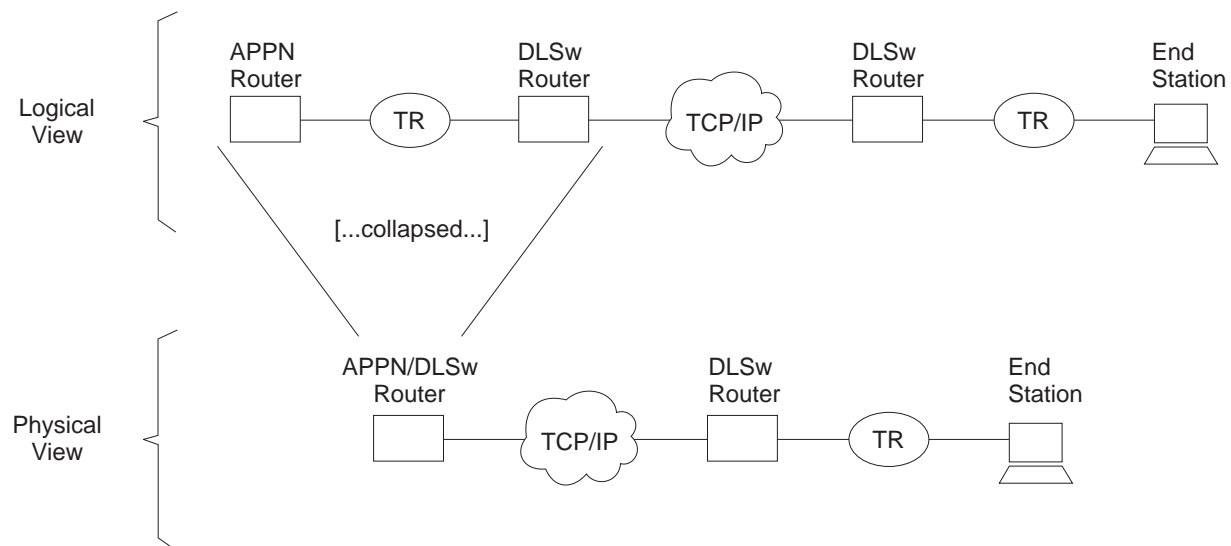 APPN
Router
DLSw
Router
DLSw
Router
End
Station
Logical
View
TR
TCP/IP
TR
[...collapsed...]
APPN/DLSw
Router
DLSw
Router
End
Station
Physical
View
TCP/IP
TR